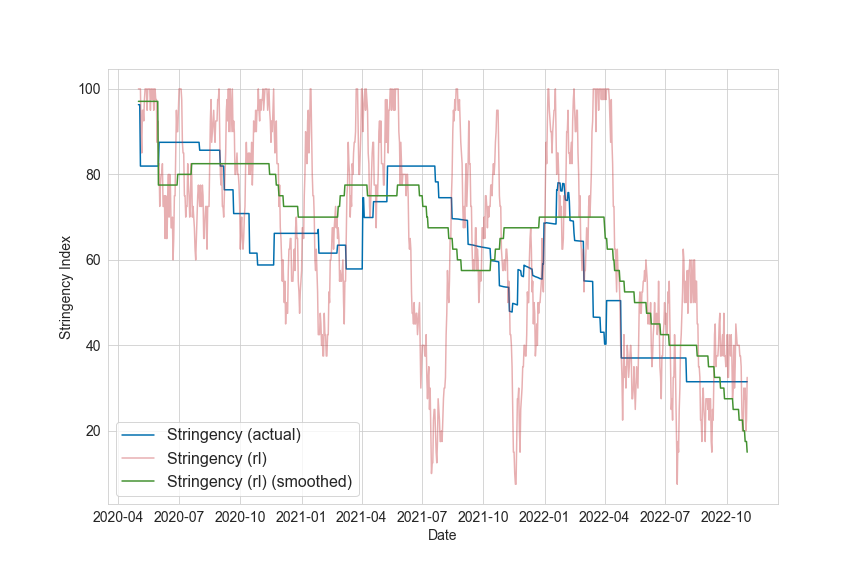 100
80
60
40
20
Stringency Index
Stringency (actual)
Stringency (rl)
Stringency (rl) (smoothed)
2020-04 2020-07 2020-10 2021-01 2021-04 2021-07 2021-10 2022-01 2022-04 2022-07 2022-10
Date